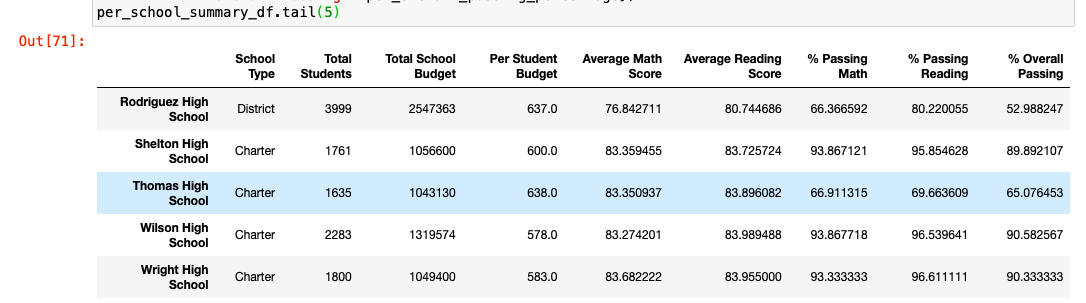 per_school_summary_df.tail(5)
Out[71]:
School Type Total Students Total School Budget Per Student Budget Average Math Score Average Reading Score % Passing Math % Passing Reading % Overall Passing
Rodriguez High School District 3999 2547363 637.0 76.842711 80.744686 66.366592 80.220055 52.988247
Shelton High School Charter 1761 1056600 600.0 83.359455 83.725724 93.867121 95.854628 89.892107
Thomas High School Charter 1635 1043130 638.0 83.350937 83.896082 66.911315 69.663609 65.076453
Wilson High School Charter 2283 1319574 578.0 83.274201 83.989488 93.867718 96.539641 90.582567
Wright High School Charter 1800 1049400 583.0 83.682222 83.955000 93.333333 96.611111 90.333333